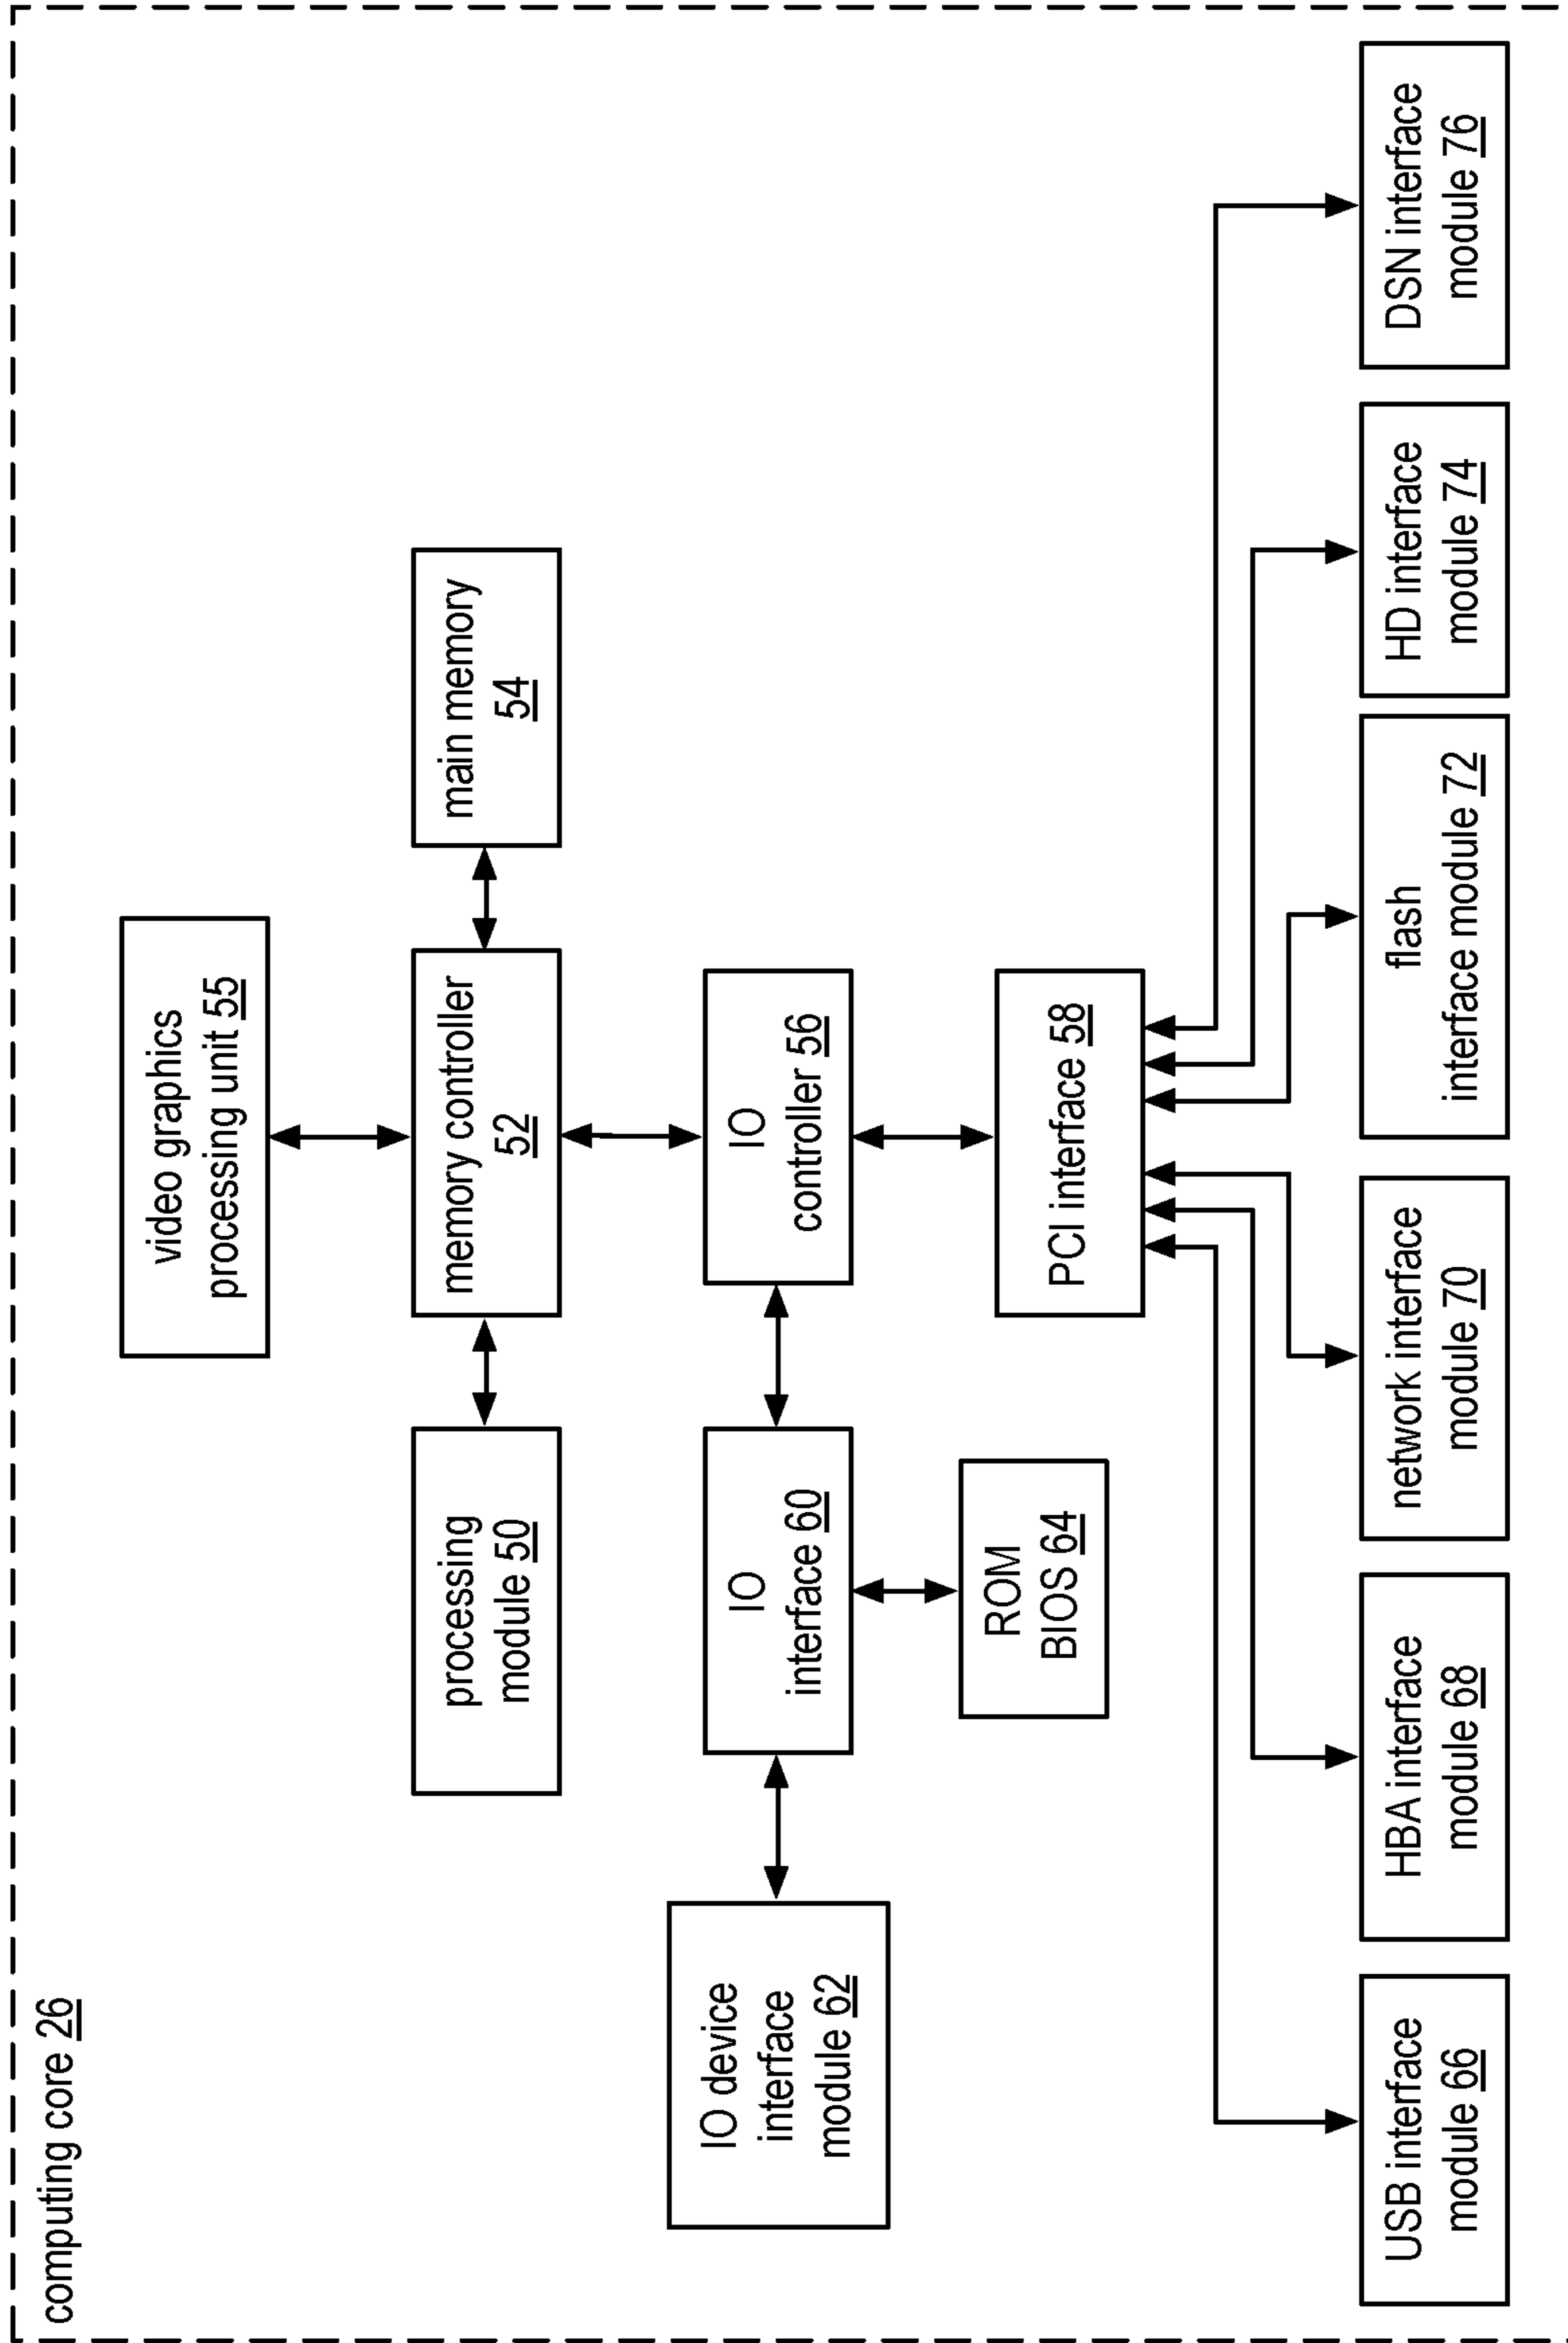 computing core 26
video graphics
processing unit 55
processing
module 50
memory controller
52
main memory
54
IO device
interface
module 62
IO
interface 60
IO
controller 56
ROM
BIOS 64
PCI interface 58
USB interface
module 66
HBA interface
module 68
network interface
module 70
flash
interface module 72
HD interface
module 74
DSN interface
module 76